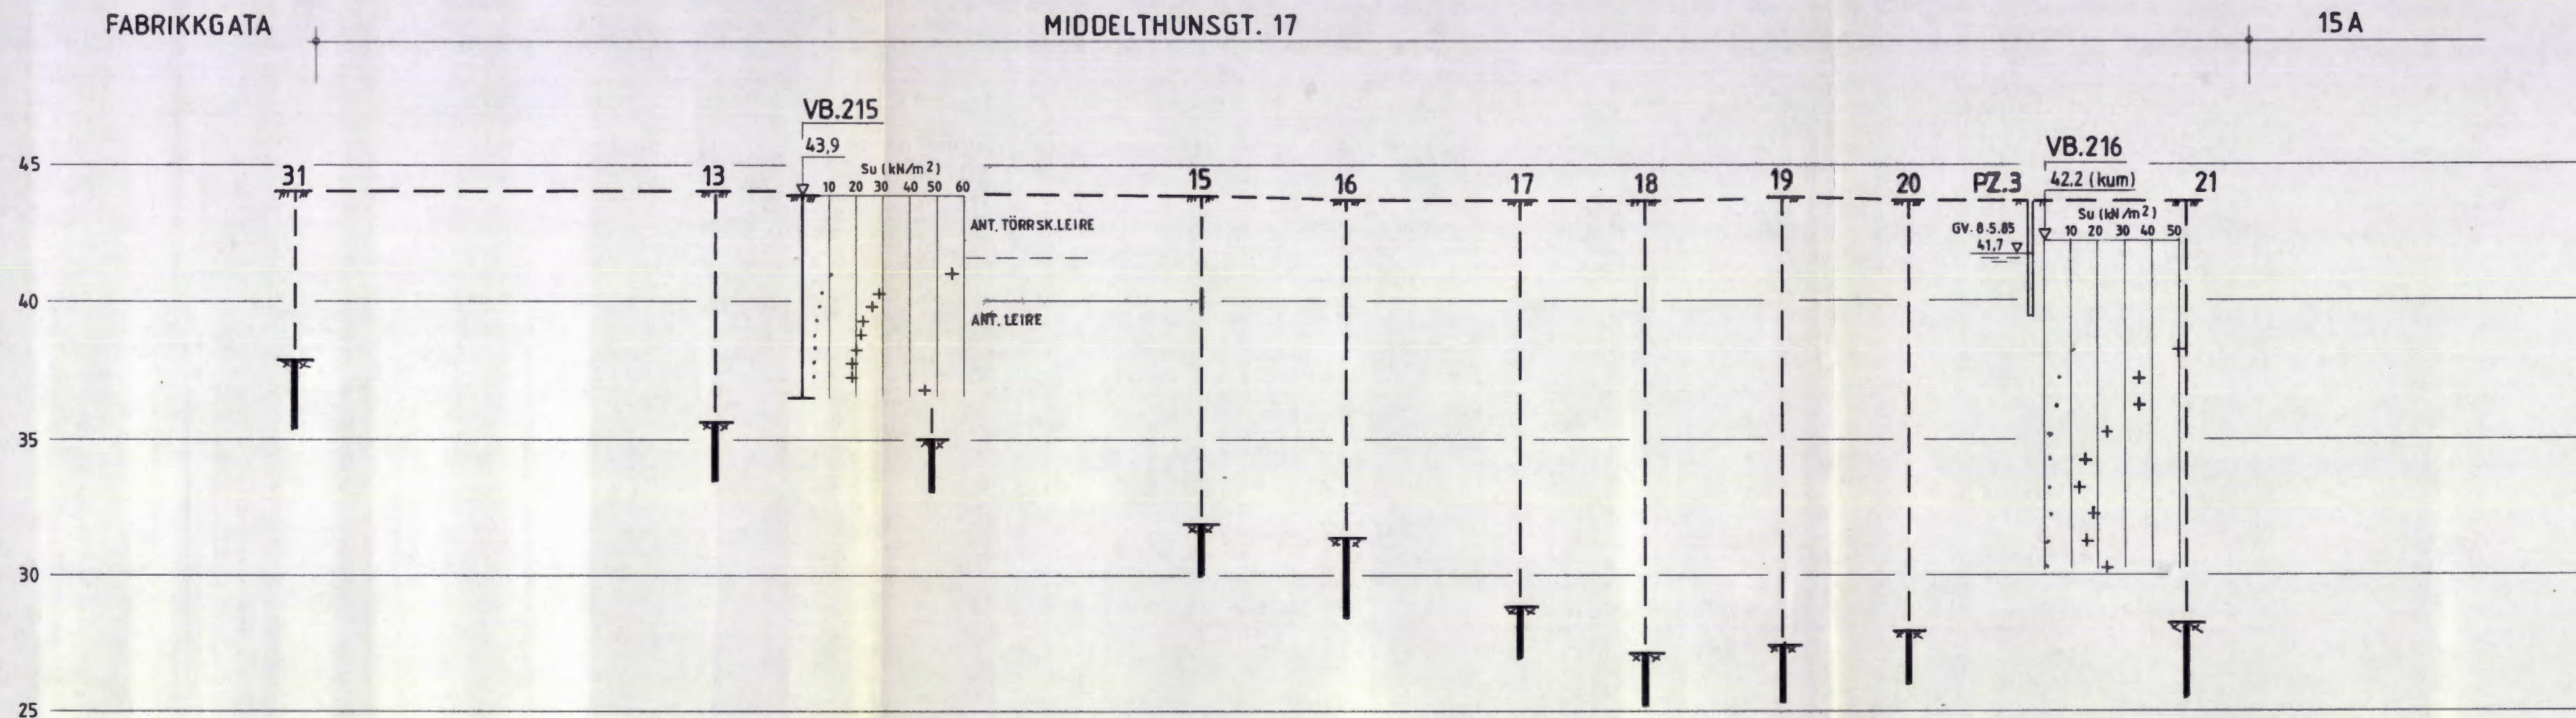 FABRIKKGATA MIDDELTHUNSGT. 17 15A
VB.215
43,9
Su (kN/m²)
10 20 30 40 50 60
VB.216
42.2 (kum)
Su (kN/m²)
10 20 30 40 50
45
31 13 15 16 17 18 19 20 PZ.3 21
ANT. TÖRRSK.LEIRE
GV. 8.5.85
41,7
40
ANT. LEIRE
35
30
25